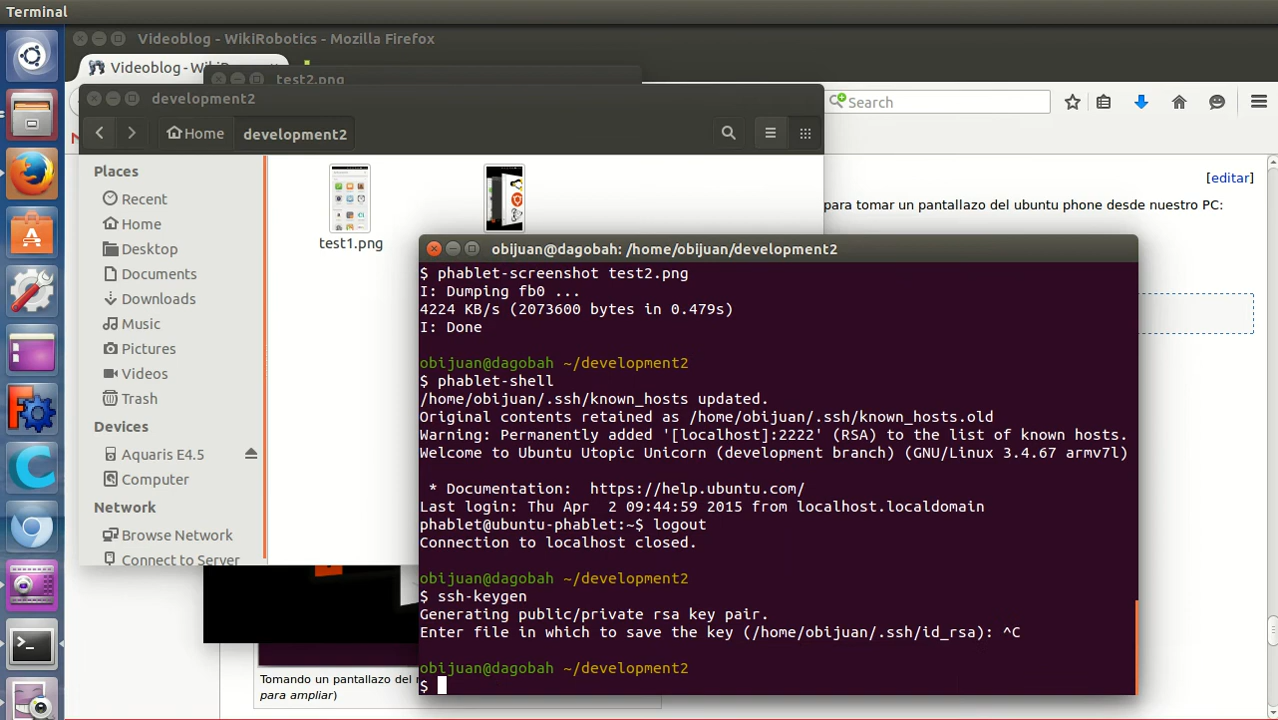 Terminal
Videoblog - WikiRobotics - Mozilla Firefox
Videoblog - Wiki
test2.png
development2
Search
Home
development2
Places
Recent
Home
Desktop
Documents
Downloads
Music
Pictures
Videos
Trash
Devices
Aquaris E4.5
Computer
Network
Browse Network
Connect to Server
test1.png
[editar]
para tomar un pantallazo del ubuntu phone desde nuestro PC:
obijuan@dagobah: /home/obijuan/development2
$ phablet-screenshot test2.png
I: Dumping fb0 ...
4224 KB/s (2073600 bytes in 0.479s)
I: Done
obijuan@dagobah ~/development2
$ phablet-shell
/home/obijuan/.ssh/known_hosts updated.
Original contents retained as /home/obijuan/.ssh/known_hosts.old
Warning: Permanently added '[localhost]:2222' (RSA) to the list of known hosts.
Welcome to Ubuntu Utopic Unicorn (development branch) (GNU/Linux 3.4.67 armv7l)
* Documentation:  https://help.ubuntu.com/
Last login: Thu Apr  2 09:44:59 2015 from localhost.localdomain
phablet@ubuntu-phablet:~$ logout
Connection to localhost closed.
obijuan@dagobah ~/development2
$ ssh-keygen
Generating public/private rsa key pair.
Enter file in which to save the key (/home/obijuan/.ssh/id_rsa): ^C
obijuan@dagobah ~/development2
$
Tomando un pantallazo del
para ampliar)